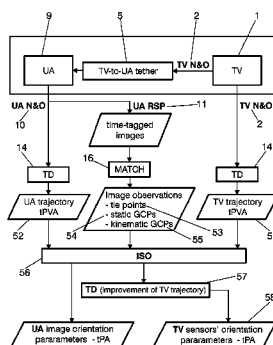 9
5
2
1
UA
TV-to-UA tether
TV N&O
TV
UA N&O
10
UA RSP
11
TV N&O
2
time-tagged
images
14
16
14
TD
MATCH
TD
UA trajectory
tPVA
52
Image observations
- tie points
- static GCPs
- kinematic GCPs
54
53
55
TV trajectory
tPVA
56
ISO
57
TD (improvement of TV trajectory)
UA image orientation
pararmeters - tPA
TV sensors' orientation
parameters - tPA